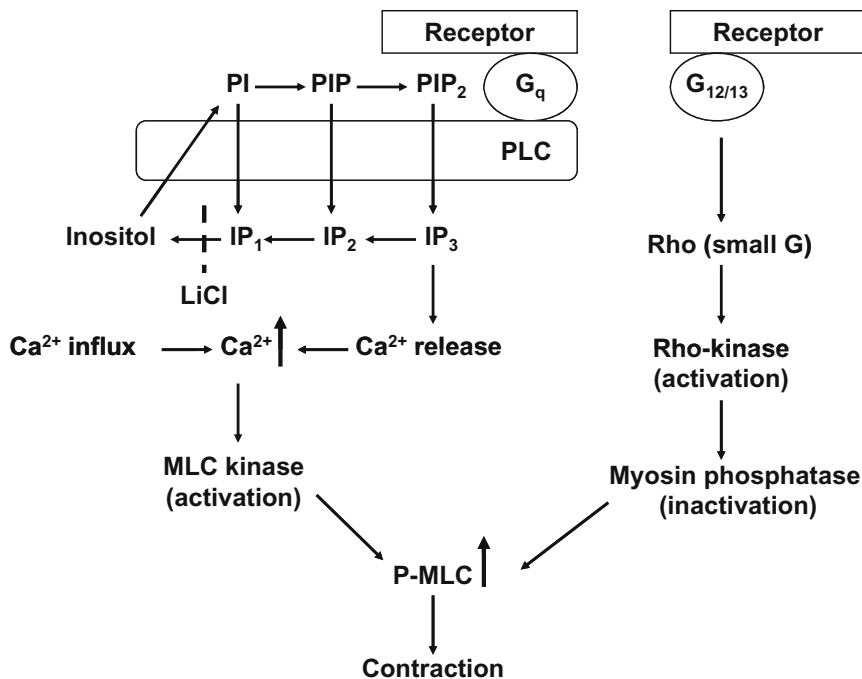 Receptor
Receptor
PI
PIP
PIP₂
Gq
G₁₂/₁₃
PLC
Inositol
IP₁
IP₂
IP₃
Rho (small G)
LiCl
Ca²⁺ influx
Ca²⁺
Ca²⁺ release
Rho-kinase
(activation)
MLC kinase
(activation)
Myosin phosphatase
(inactivation)
P-MLC
Contraction